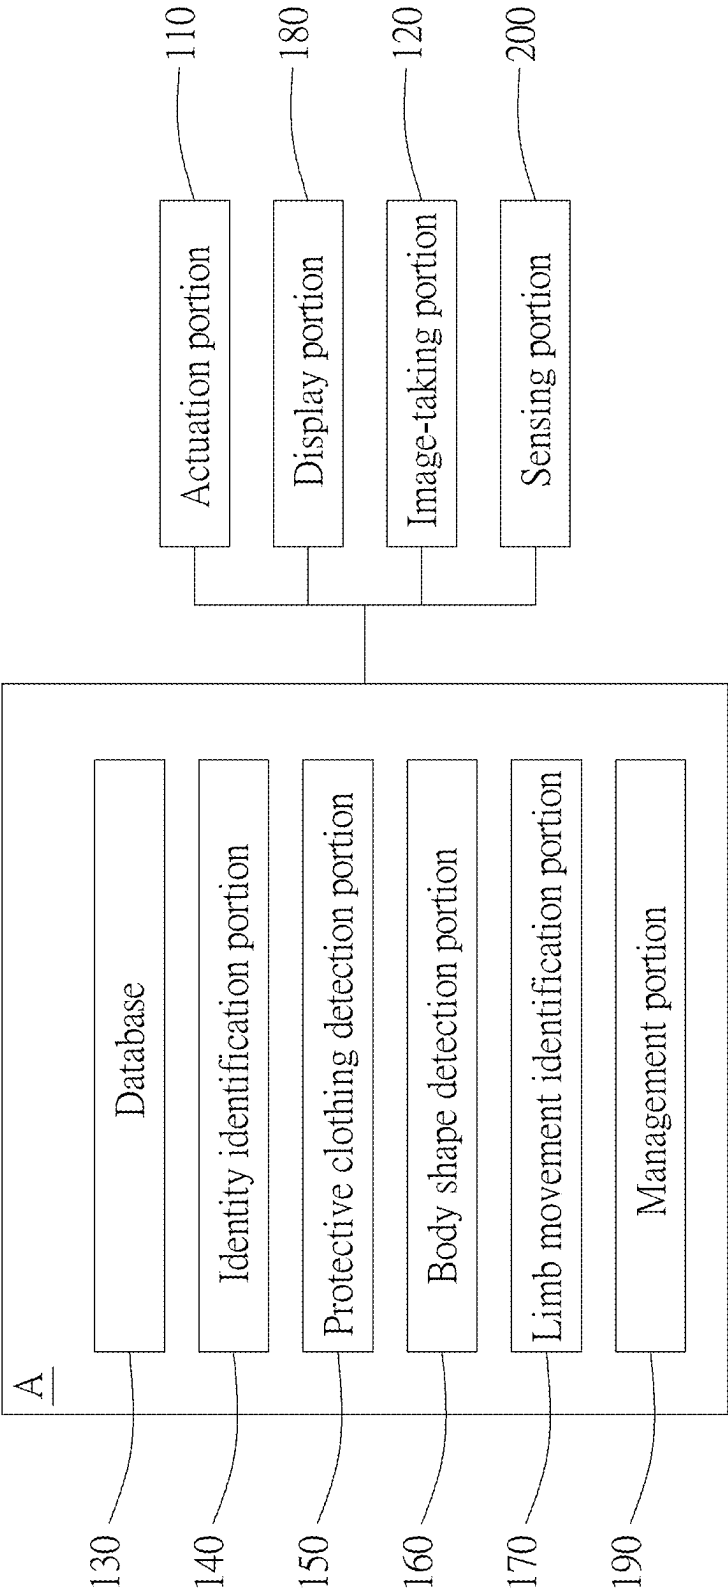 A
130
Database
140
Identity identification portion
150
Protective clothing detection portion
160
Body shape detection portion
170
Limb movement identification portion
190
Management portion
Actuation portion
110
Display portion
180
Image-taking portion
120
Sensing portion
200